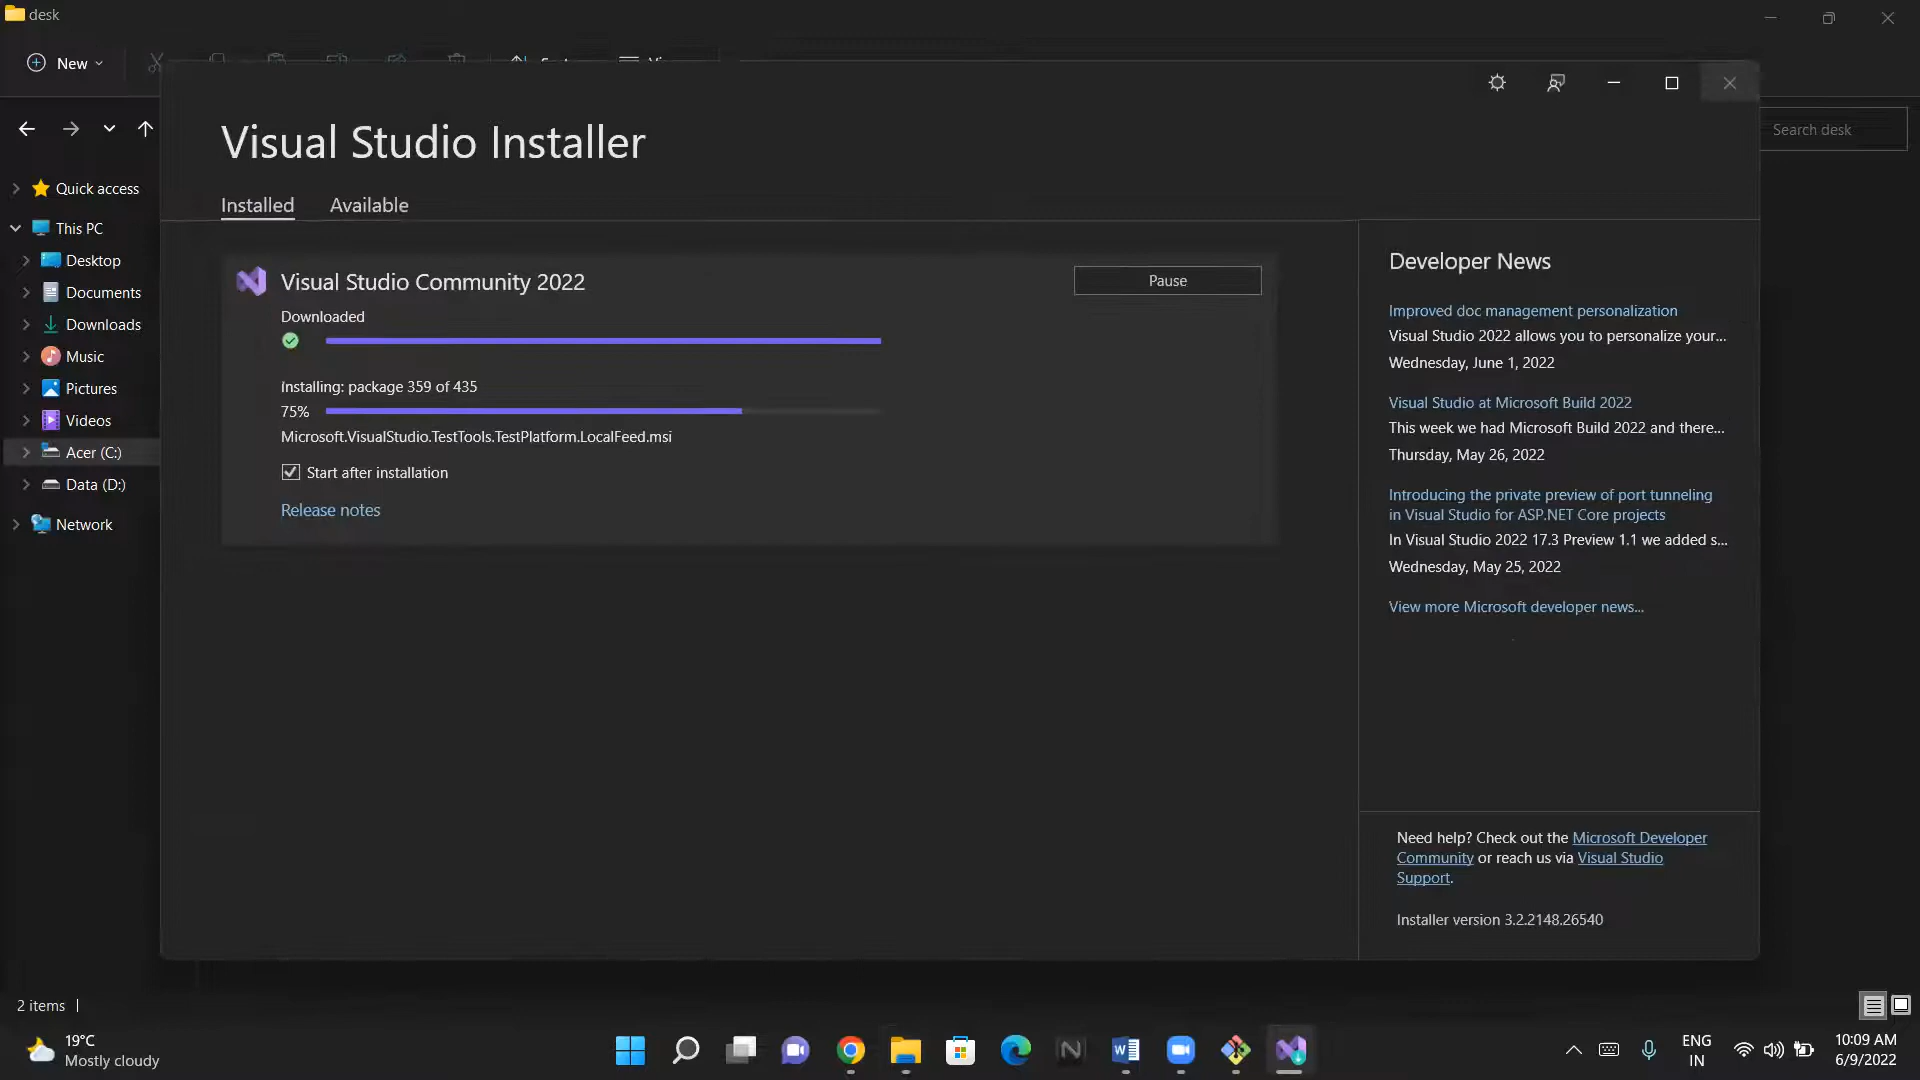 desk
New
Search desk
Quick access
This PC
Desktop
Documents
Downloads
Music
Pictures
Videos
Acer (C:)
Data (D:)
Network
Visual Studio Installer
Installed
Available
Visual Studio Community 2022
Pause
Downloaded
Installing: package 359 of 435
75%
Microsoft.VisualStudio.TestTools.TestPlatform.LocalFeed.msi
Start after installation
Release notes
Developer News
Improved doc management personalization
Visual Studio 2022 allows you to personalize your...
Wednesday, June 1, 2022
Visual Studio at Microsoft Build 2022
This week we had Microsoft Build 2022 and there...
Thursday, May 26, 2022
Introducing the private preview of port tunneling
in Visual Studio for ASP.NET Core projects
In Visual Studio 2022 17.3 Preview 1.1 we added s...
Wednesday, May 25, 2022
View more Microsoft developer news...
Need help? Check out the Microsoft Developer
Community or reach us via Visual Studio
Support.
Installer version 3.2.2148.26540
2 items
19°C
Mostly cloudy
ENG
IN
10:09 AM
6/9/2022